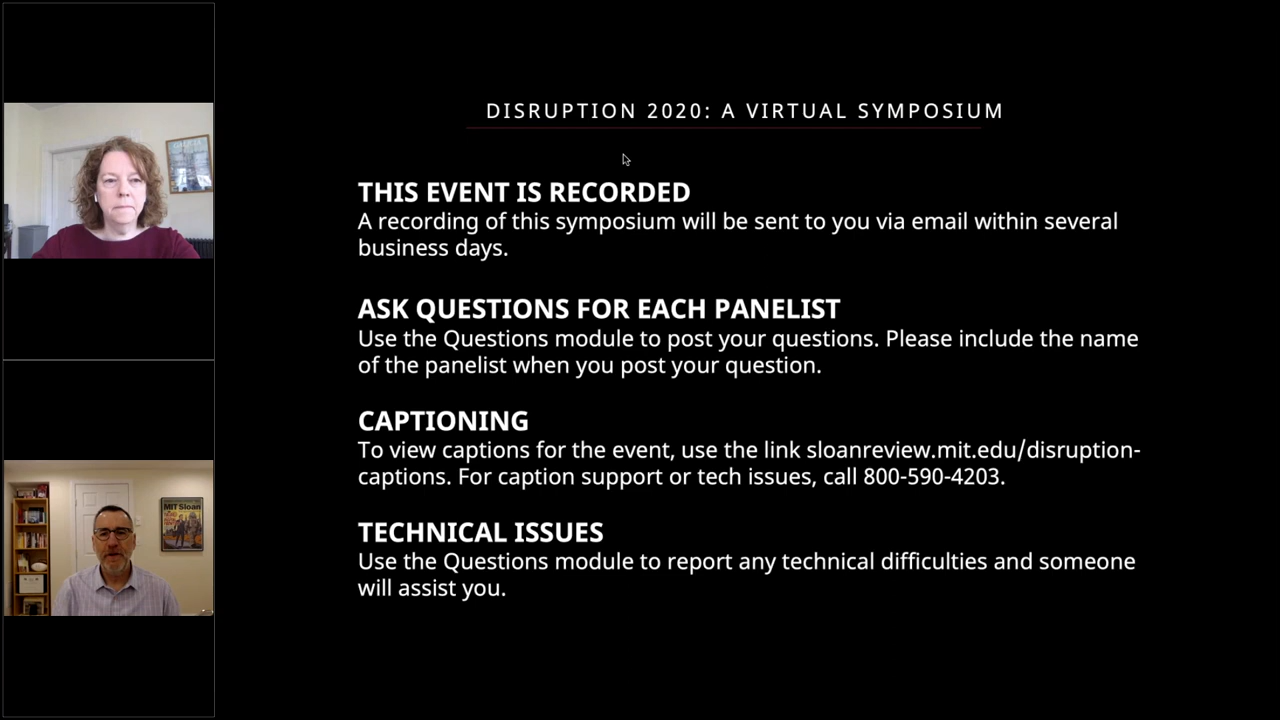 DISRUPTION 2020: A VIRTUAL SYMPOSIUM
THIS EVENT IS RECORDED
A recording of this symposium will be sent to you via email within several
business days.
ASK QUESTIONS FOR EACH PANELIST
Use the Questions module to post your questions. Please include the name
of the panelist when you post your question.
CAPTIONING
To view captions for the event, use the link sloanreview.mit.edu/disruption-
captions. For caption support or tech issues, call 800-590-4203.
TECHNICAL ISSUES
Use the Questions module to report any technical difficulties and someone
will assist you.
MIT Sloan